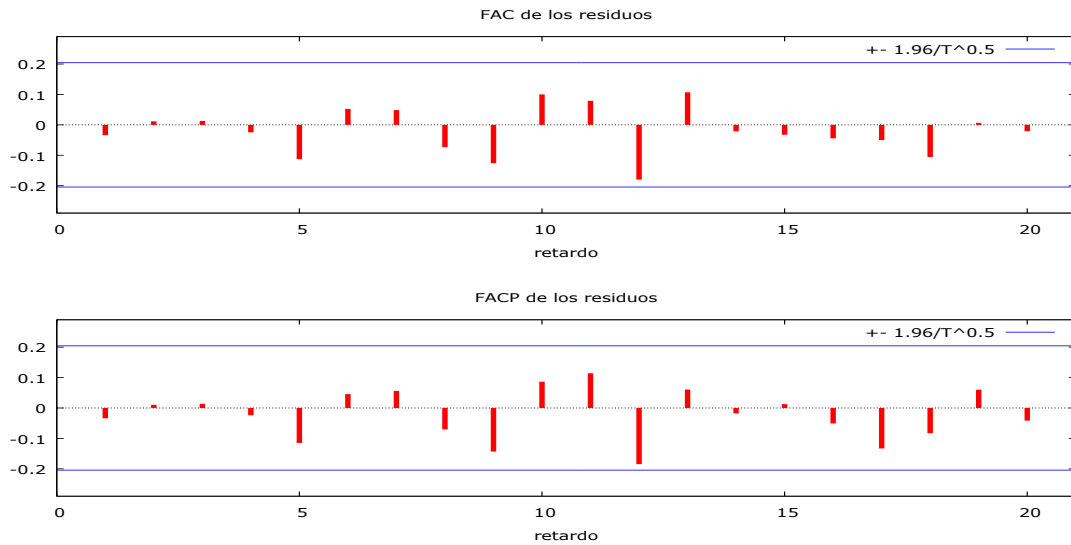 FAC de los residuos
+- 1.96/T^0.5
0.2
0.1
0
-0.1
-0.2
0 5 10 15 20
retardo
FACP de los residuos
+- 1.96/T^0.5
0.2
0.1
0
-0.1
-0.2
0 5 10 15 20
retardo